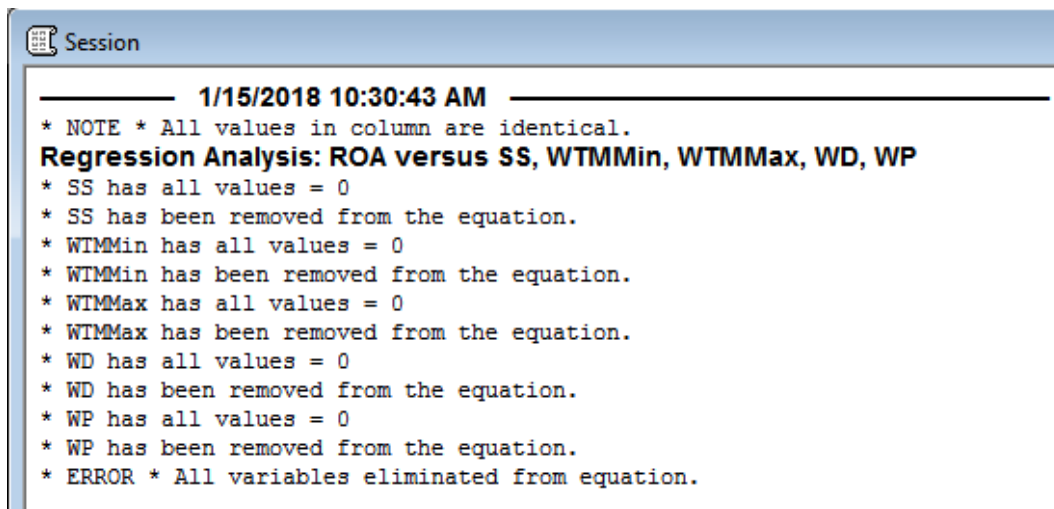 Session
1/15/2018 10:30:43 AM
* NOTE * All values in column are identical.
Regression Analysis: ROA versus SS, WTMMin, WTMMax, WD, WP
* SS has all values = 0
* SS has been removed from the equation.
* WTMMin has all values = 0
* WTMMin has been removed from the equation.
* WTMMax has all values = 0
* WTMMax has been removed from the equation.
* WD has all values = 0
* WD has been removed from the equation.
* WP has all values = 0
* WP has been removed from the equation.
* ERROR * All variables eliminated from equation.